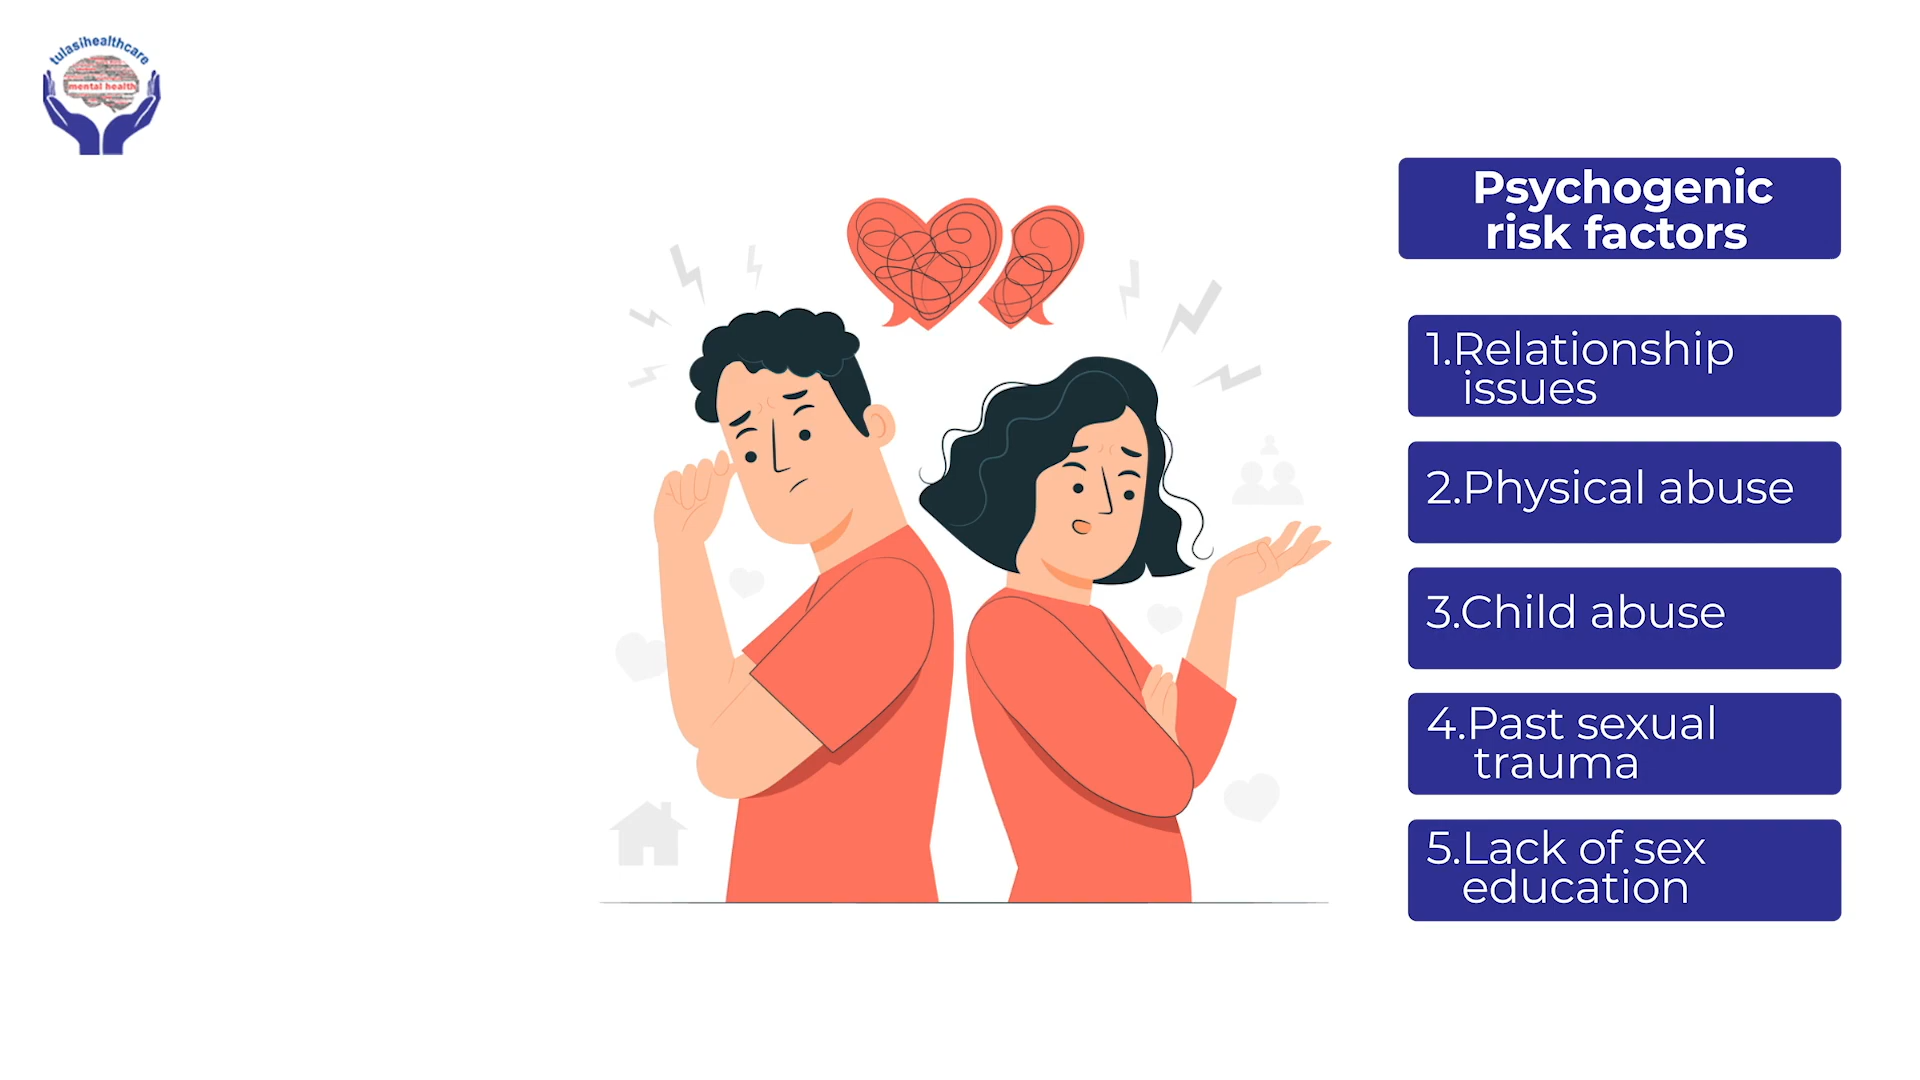 tulasihealthcare
mental health
Psychogenic
risk factors
1.Relationship
issues
2.Physical abuse
3.Child abuse
4.Past sexual
trauma
5.Lack of sex
education